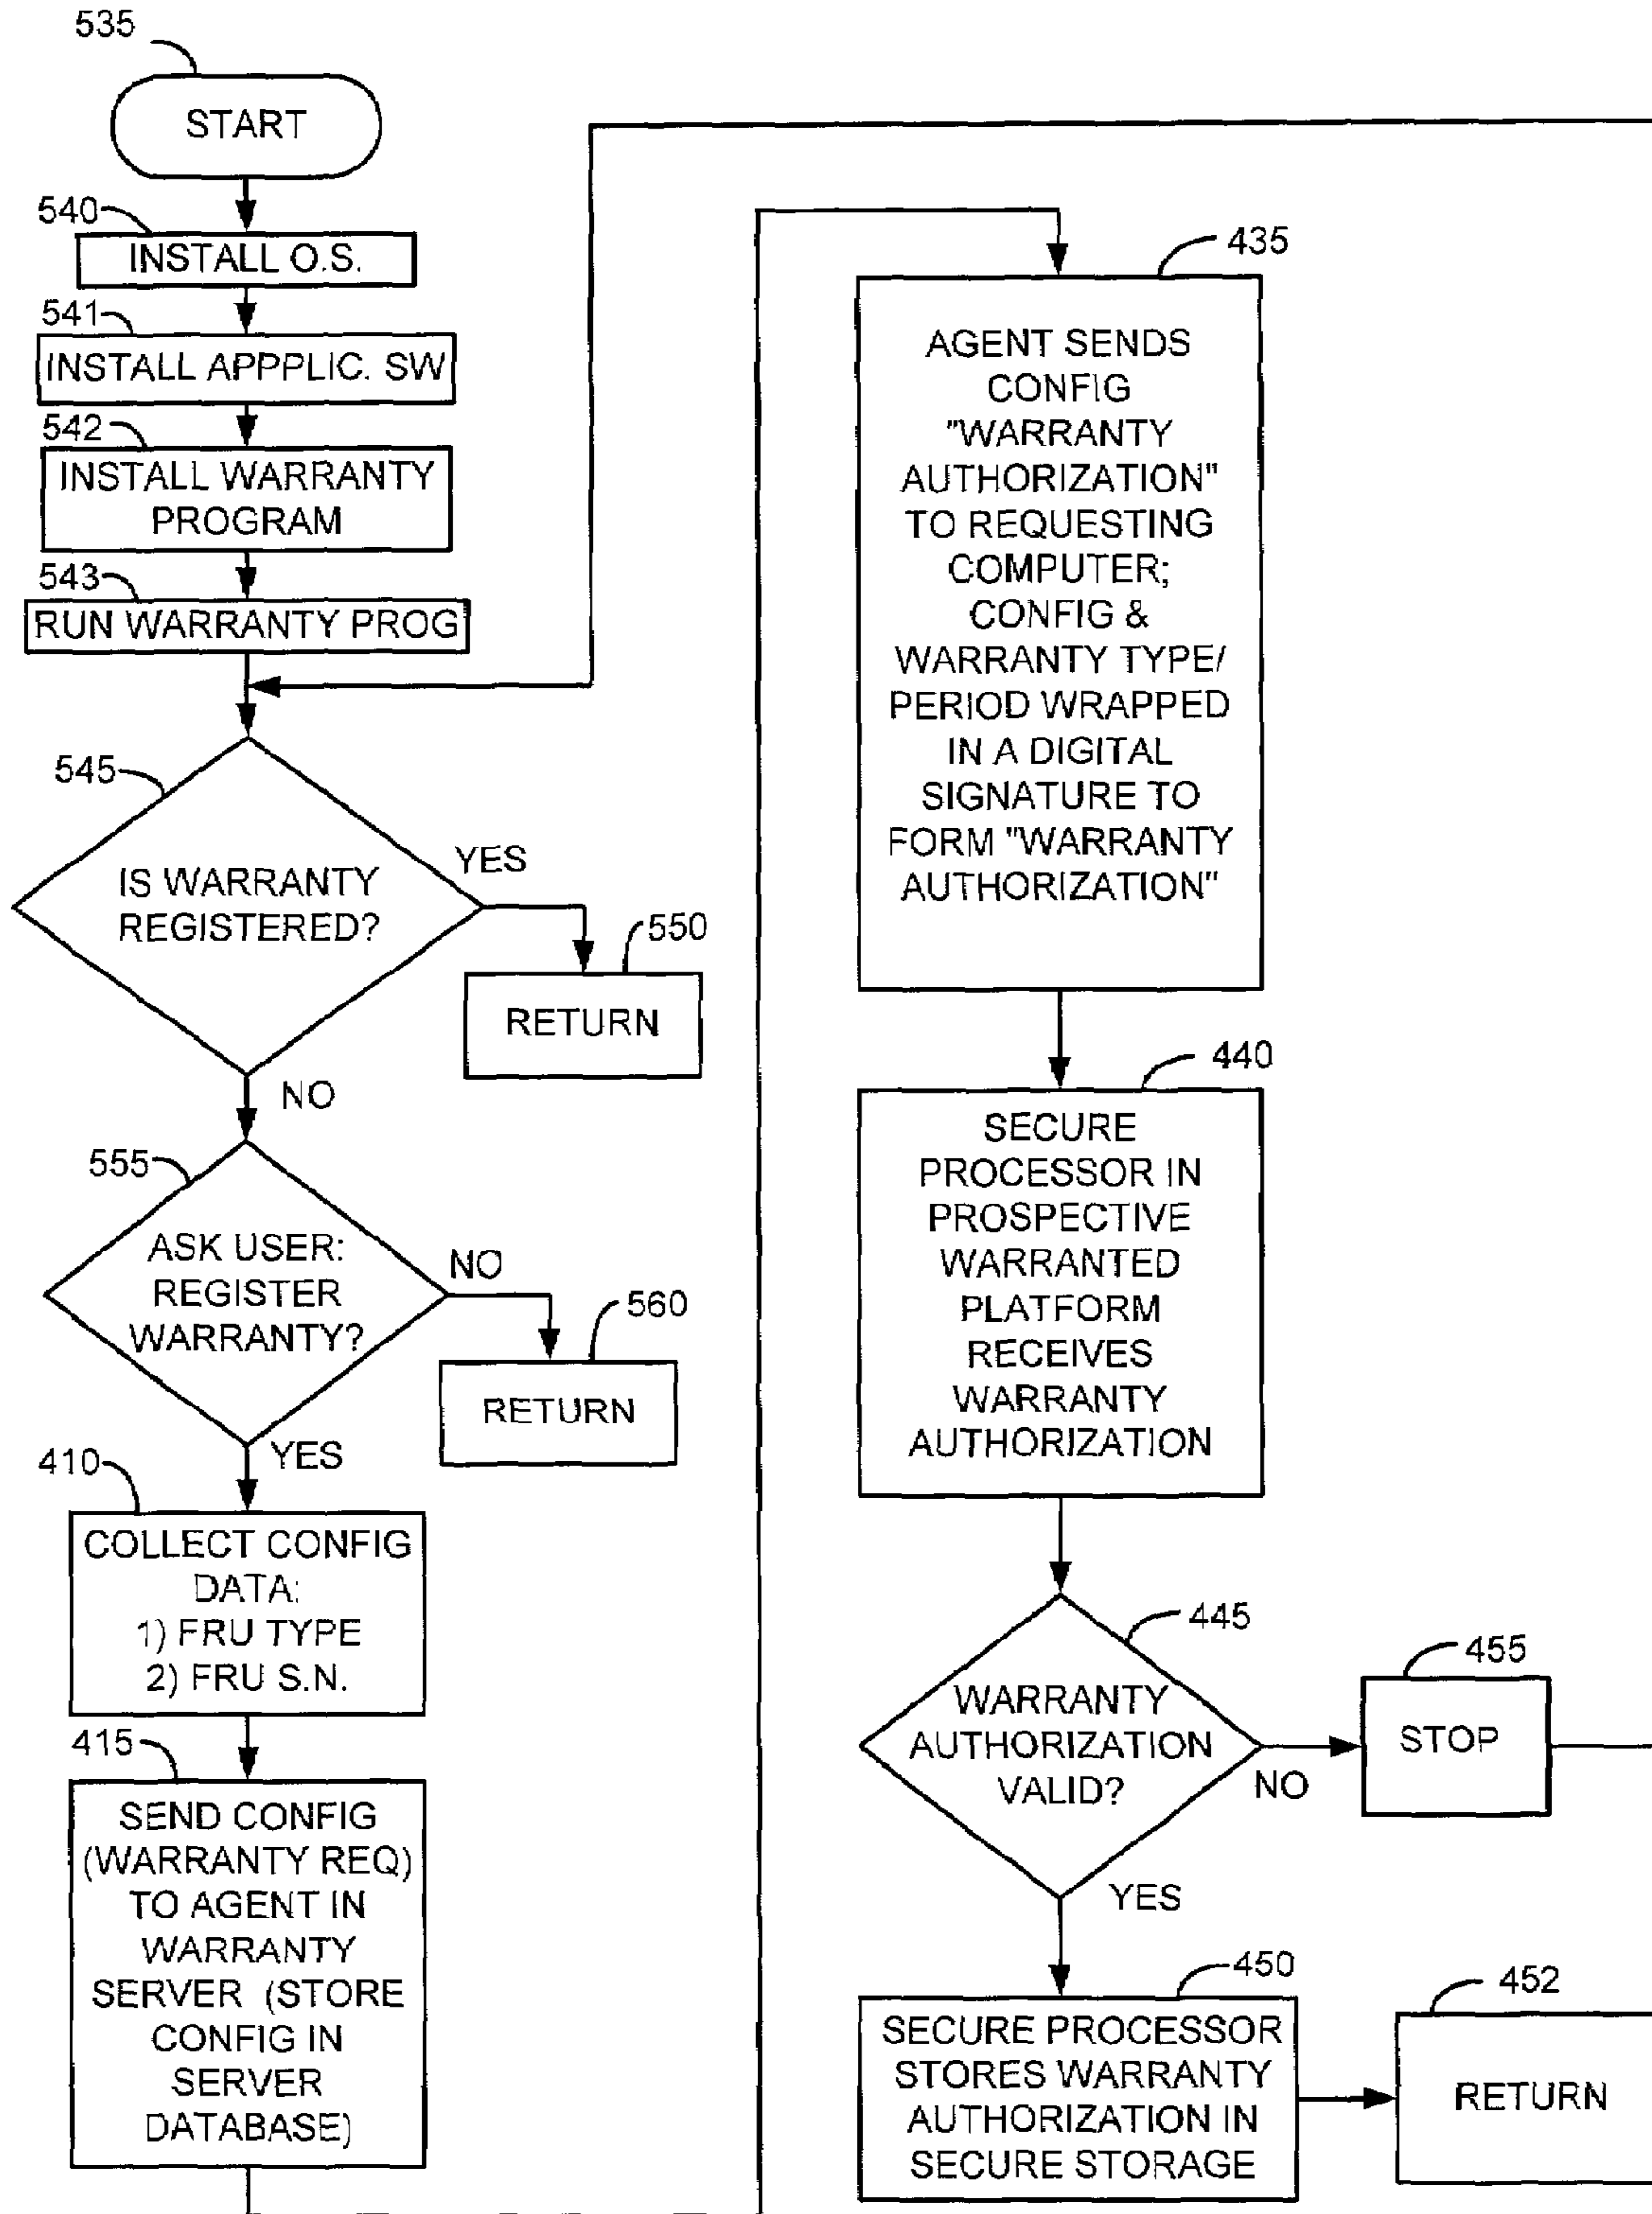 535
START
540
INSTALL O.S.
541
INSTALL APPPLIC. SW
542
INSTALL WARRANTY
PROGRAM
543
RUN WARRANTY PROG
545
IS WARRANTY
REGISTERED?
YES
550
RETURN
NO
555
ASK USER:
REGISTER
WARRANTY?
NO
560
RETURN
YES
410
COLLECT CONFIG
DATA:
1) FRU TYPE
2) FRU S.N.
415
SEND CONFIG
(WARRANTY REQ)
TO AGENT IN
WARRANTY
SERVER (STORE
CONFIG IN
SERVER
DATABASE)
435
AGENT SENDS
CONFIG
"WARRANTY
AUTHORIZATION"
TO REQUESTING
COMPUTER;
CONFIG &
WARRANTY TYPE/
PERIOD WRAPPED
IN A DIGITAL
SIGNATURE TO
FORM "WARRANTY
AUTHORIZATION"
440
SECURE
PROCESSOR IN
PROSPECTIVE
WARRANTED
PLATFORM
RECEIVES
WARRANTY
AUTHORIZATION
445
WARRANTY
AUTHORIZATION
VALID?
NO
455
STOP
YES
450
SECURE PROCESSOR
STORES WARRANTY
AUTHORIZATION IN
SECURE STORAGE
452
RETURN